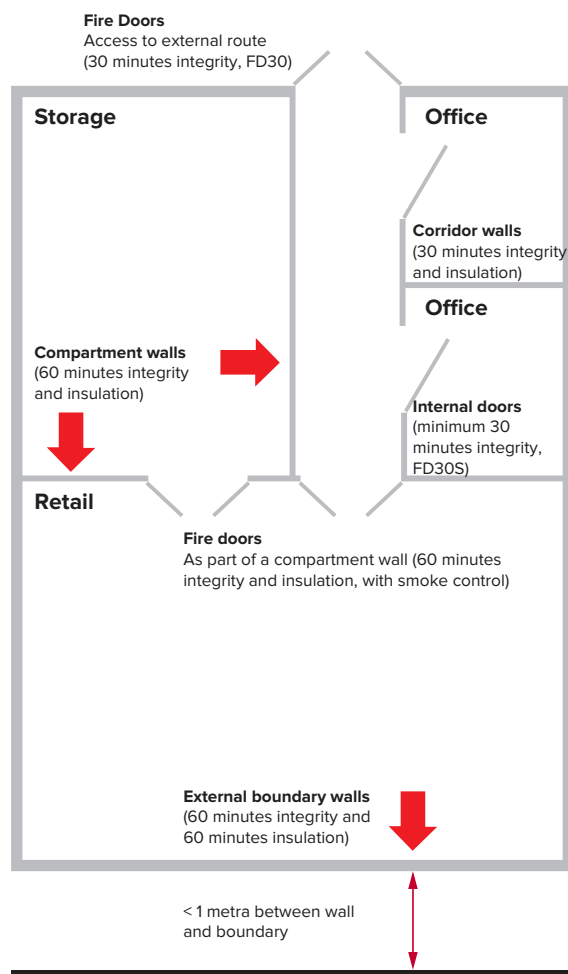 Fire Doors
Access to external route
(30 minutes integrity, FD30)
Storage
Office
Corridor walls
(30 minutes integrity
and insulation)
Office
Compartment walls
(60 minutes integrity
and insulation)
Internal doors
(minimum 30
minutes integrity,
FD30S)
Retail
Fire doors
As part of a compartment wall (60 minutes
integrity and insulation, with smoke control)
External boundary walls
(60 minutes integrity and
60 minutes insulation)
< 1 metra between wall
and boundary